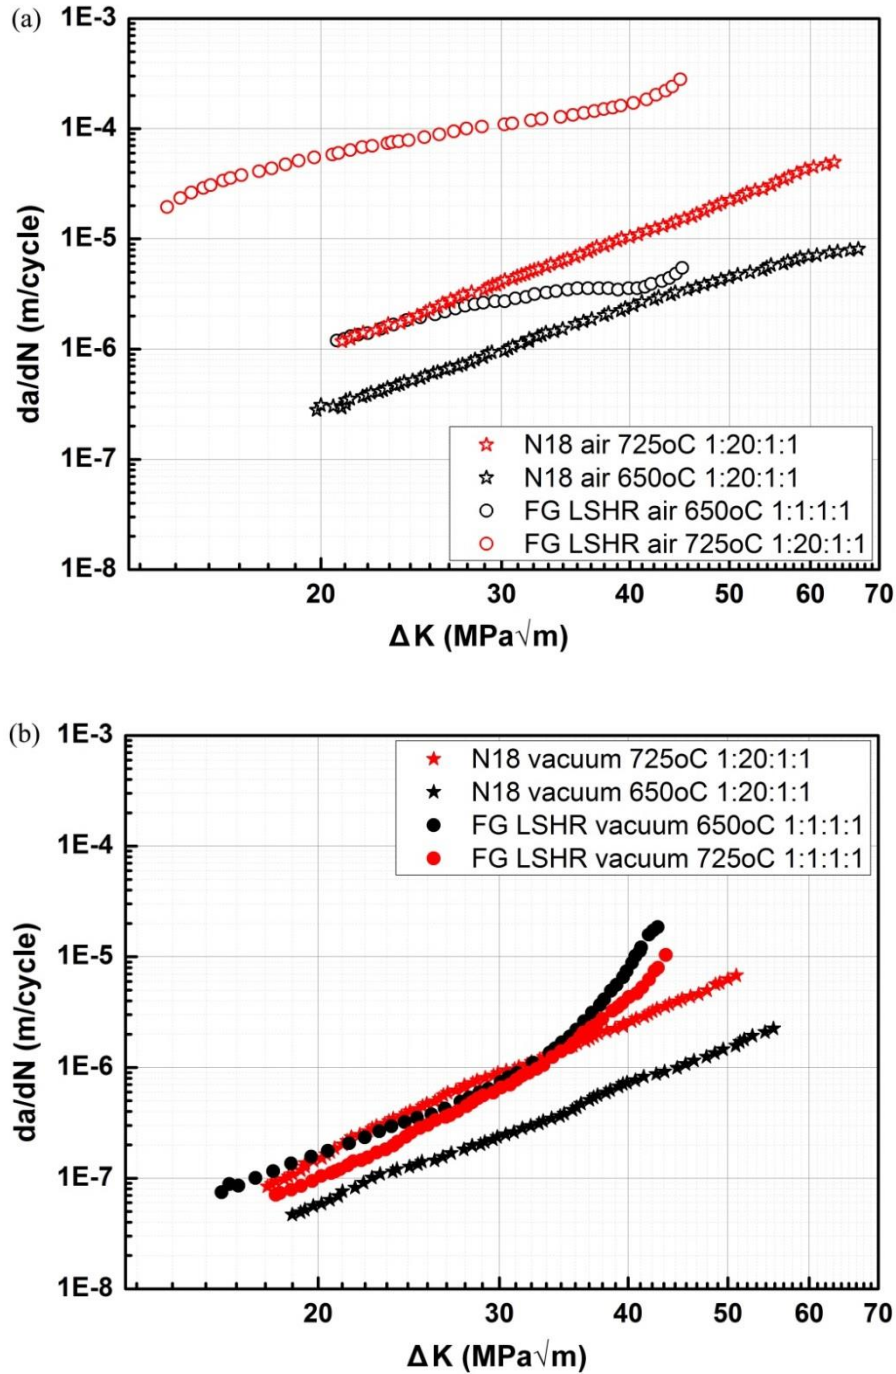 (a)
1E-3
1E-4
1E-5
1E-6
1E-7
1E-8
da/dN (m/cycle)
N18 air 725oC 1:20:1:1
N18 air 650oC 1:20:1:1
FG LSHR air 650oC 1:1:1:1
FG LSHR air 725oC 1:20:1:1
20 30 40 50 60 70
Δ K (MPa√m)
(b)
1E-3
1E-4
1E-5
1E-6
1E-7
1E-8
da/dN (m/cycle)
N18 vacuum 725oC 1:20:1:1
N18 vacuum 650oC 1:20:1:1
FG LSHR vacuum 650oC 1:1:1:1
FG LSHR vacuum 725oC 1:1:1:1
20 30 40 50 60 70
Δ K (MPa√m)